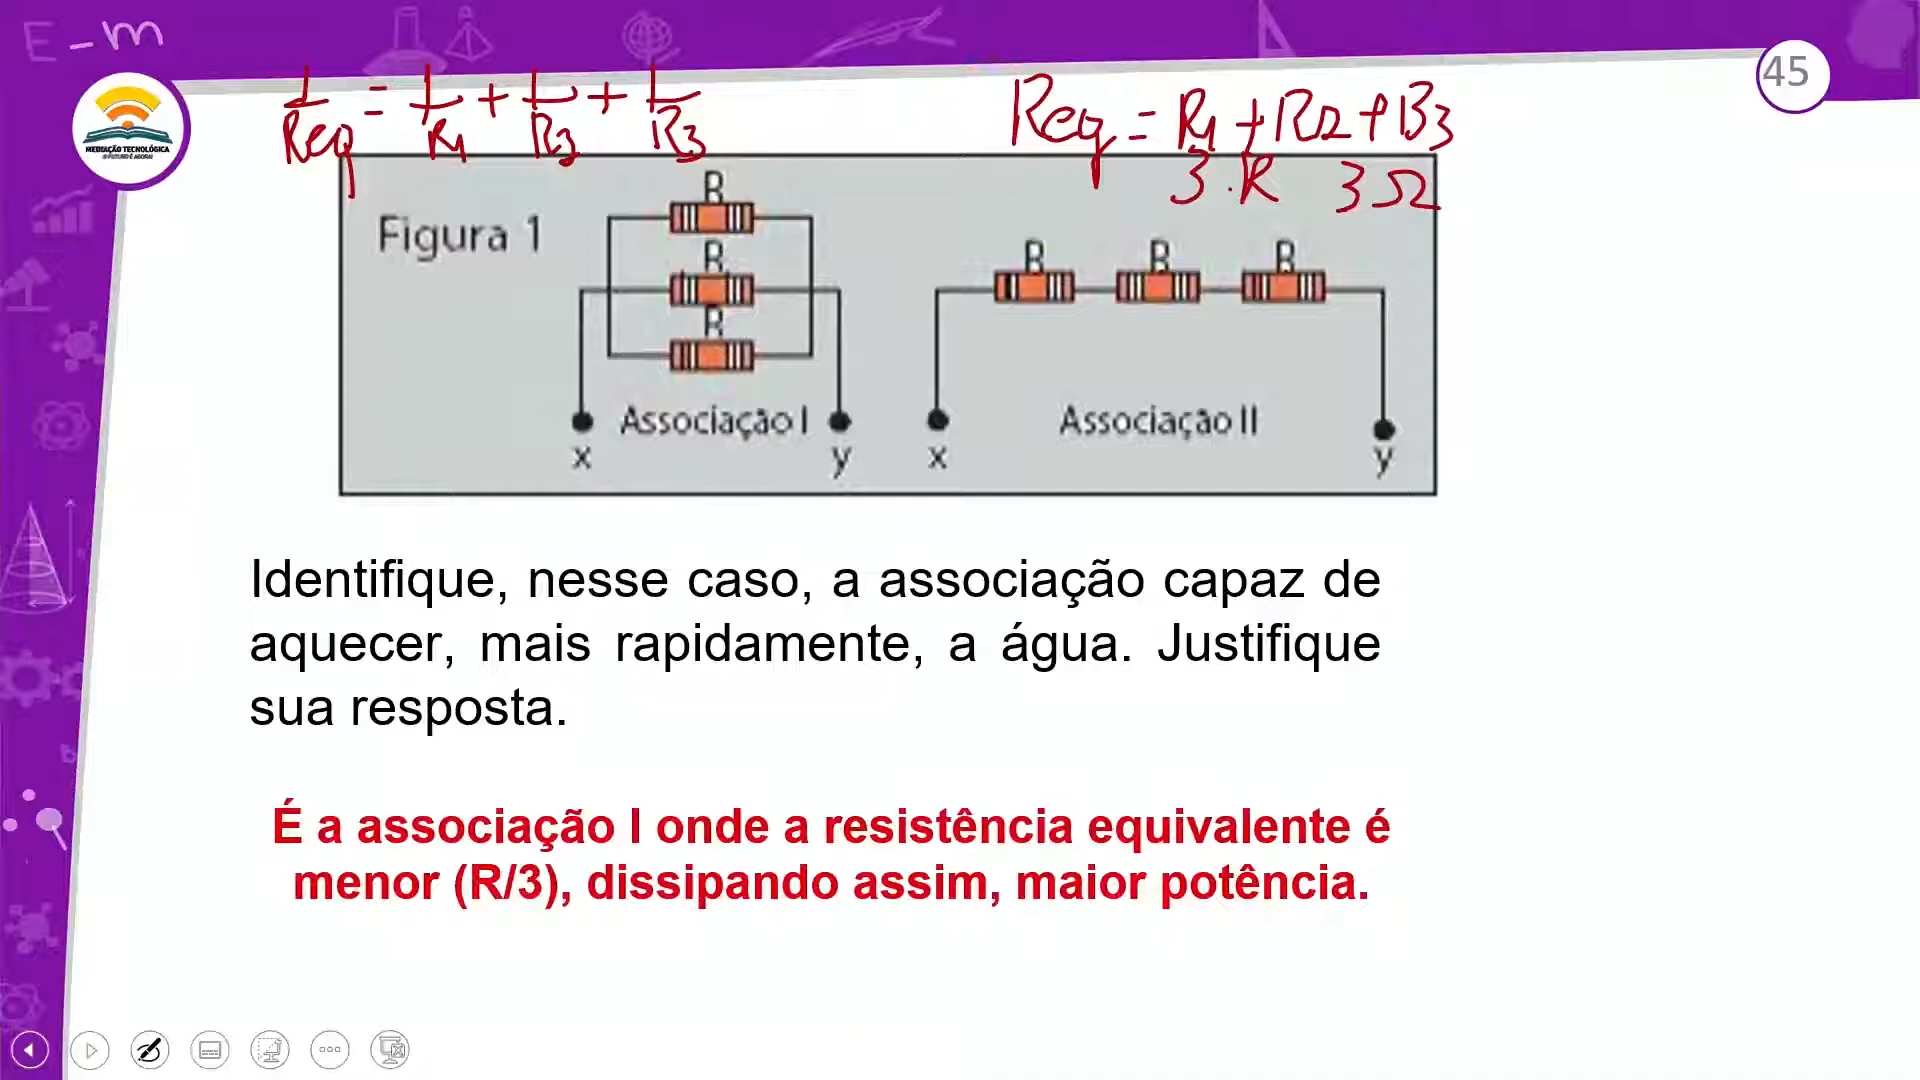 E - m
45
MEDIAÇÃO TECNOLÓGICA
1/Req = 1/R1 + 1/R2 + 1/R3
Req = R1 + R2 + R3
3.R 3Ω
Figura 1
R
R
R
R R R
Associação I
Associação II
x y x y
Identifique, nesse caso, a associação capaz de
aquecer, mais rapidamente, a água. Justifique
sua resposta.
É a associação I onde a resistência equivalente é
menor (R/3), dissipando assim, maior potência.